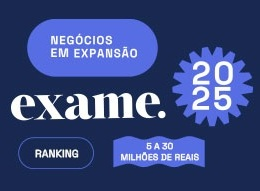 NEGÓCIOS
EM EXPANSÃO
exame.
20
25
RANKING
5 A 30
MILHÕES DE REAIS